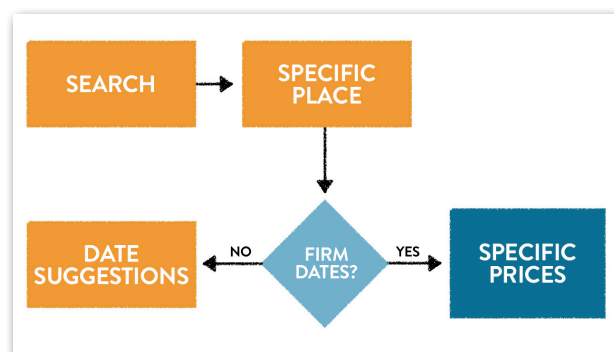 SEARCH
SPECIFIC
PLACE
DATE
SUGGESTIONS
NO
FIRM
DATES?
YES
SPECIFIC
PRICES